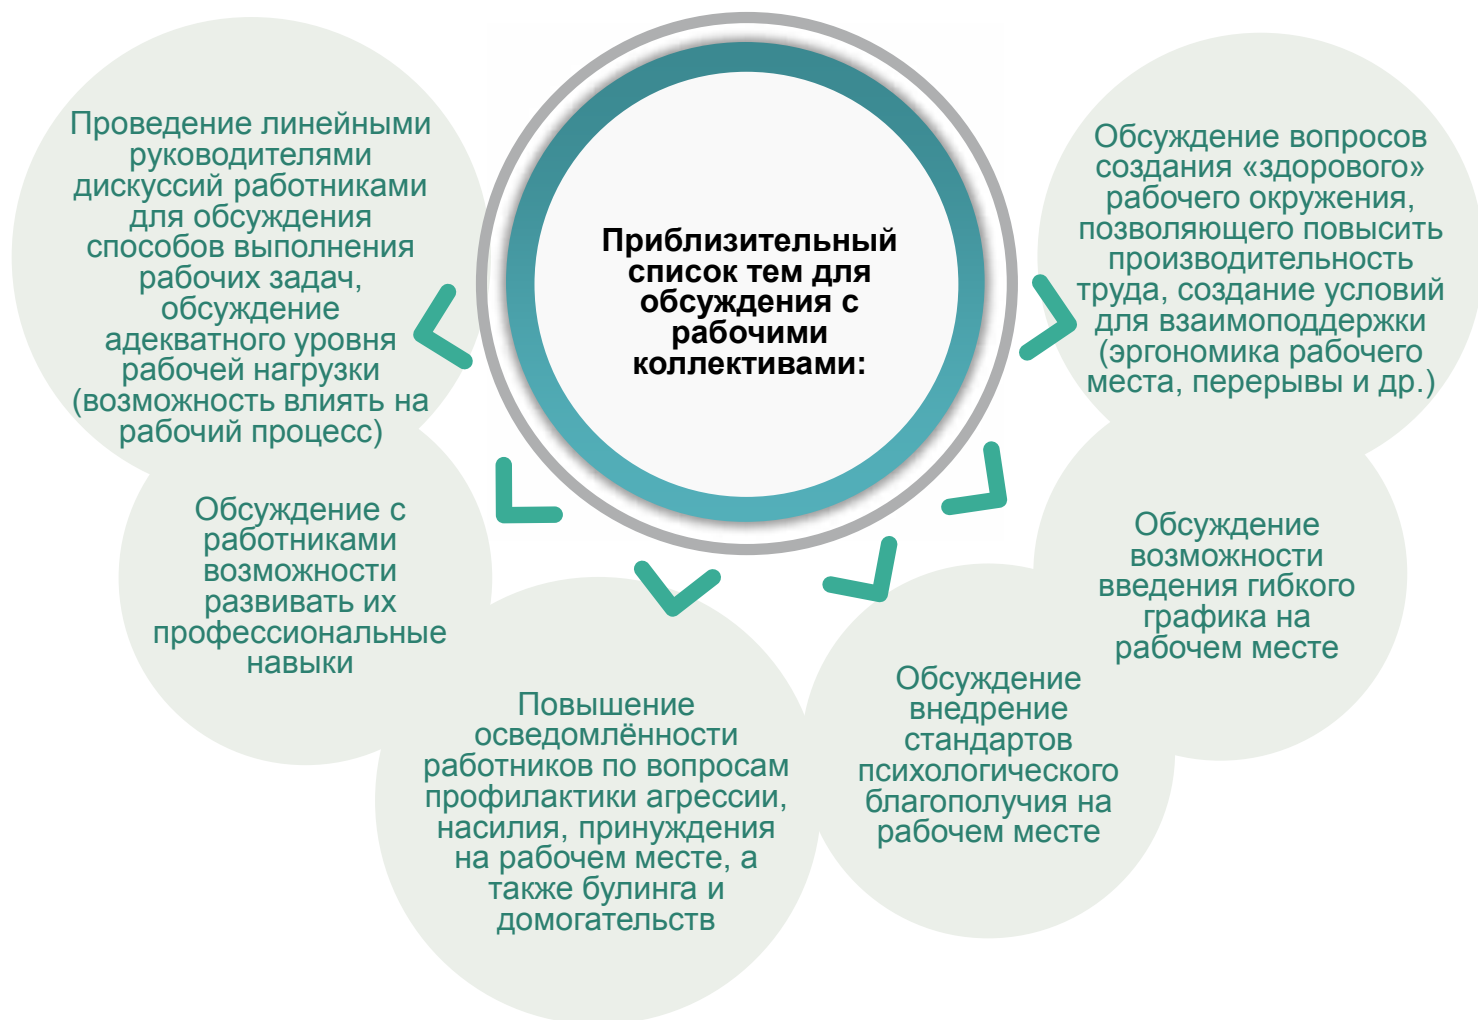 Приблизительный
список тем для
обсуждения с
рабочими
коллективами:
Проведение линейными
руководителями
дискуссий работниками
для обсуждения
способов выполнения
рабочих задач,
обсуждение
адекватного уровня
рабочей нагрузки
(возможность влиять на
рабочий процесс)
Обсуждение с
работниками
возможности
развивать их
профессиональные
навыки
Повышение
осведомлённости
работников по вопросам
профилактики агрессии,
насилия, принуждения
на рабочем месте, а
также булинга и
домогательств
Обсуждение
внедрение
стандартов
психологического
благополучия на
рабочем месте
Обсуждение
возможности
введения гибкого
графика на
рабочем месте
Обсуждение вопросов
создания «здорового»
рабочего окружения,
позволяющего повысить
производительность
труда, создание условий
для взаимоподдержки
(эргономика рабочего
места, перерывы и др.)